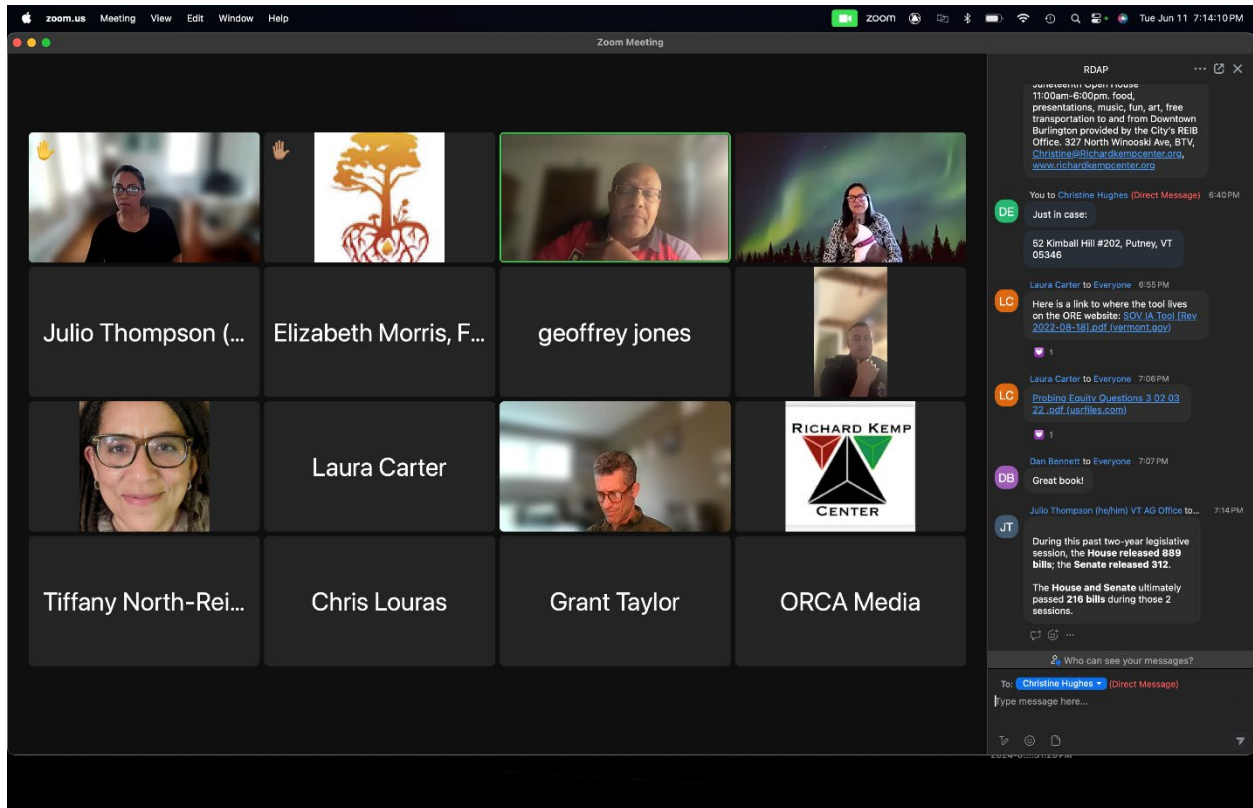 zoom.us Meeting View Edit Window Help
zoom
Tue Jun 11 7:14:10 PM
Zoom Meeting
Julio Thompson (...
Elizabeth Morris, F...
geoffrey jones
Laura Carter
RICHARD KEMP
CENTER
Tiffany North-Rei...
Chris Louras
Grant Taylor
ORCA Media
RDAP
Juneteenth Open House
11:00am-6:00pm. food,
presentations, music, fun, art, free
transportation to and from Downtown
Burlington provided by the City's REIB
Office. 327 North Winooski Ave, BTV,
Christine@Richardkempcenter.org,
www.richardkempcenter.org
You to Christine Hughes (Direct Message) 6:40 PM
DE
Just in case:
52 Kimball Hill #202, Putney, VT
05346
Laura Carter to Everyone 6:55 PM
LC
Here is a link to where the tool lives
on the ORE website: SOV IA Tool [Rev
2022-08-18].pdf (vermont.gov)
1
Laura Carter to Everyone 7:06 PM
LC
Probing Equity Questions 3 02 03
22 .pdf (usrfiles.com)
1
Dan Bennett to Everyone 7:07 PM
DB
Great book!
Julio Thompson (he/him) VT AG Office to... 7:14 PM
JT
During this past two-year legislative
session, the House released 889
bills; the Senate released 312.
The House and Senate ultimately
passed 216 bills during those 2
sessions.
Who can see your messages?
To: Christine Hughes (Direct Message)
Type message here...